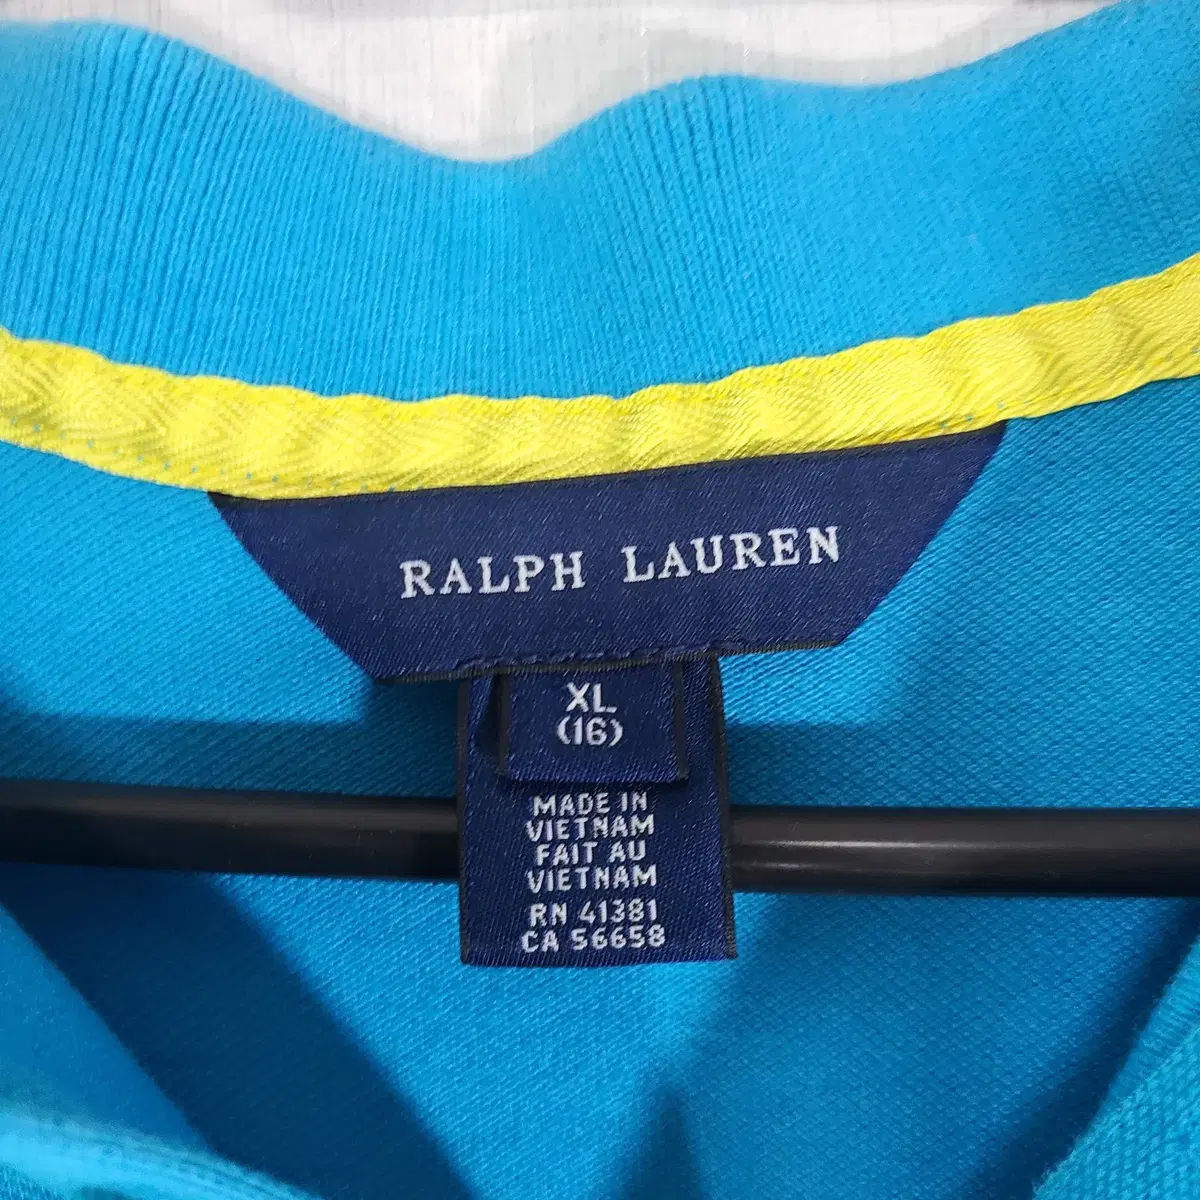 RALPH LAUREN
XL
(16)
MADE IN
VIETNAM
FAIT AU
VIETNAM
RN 41381
CA 56658